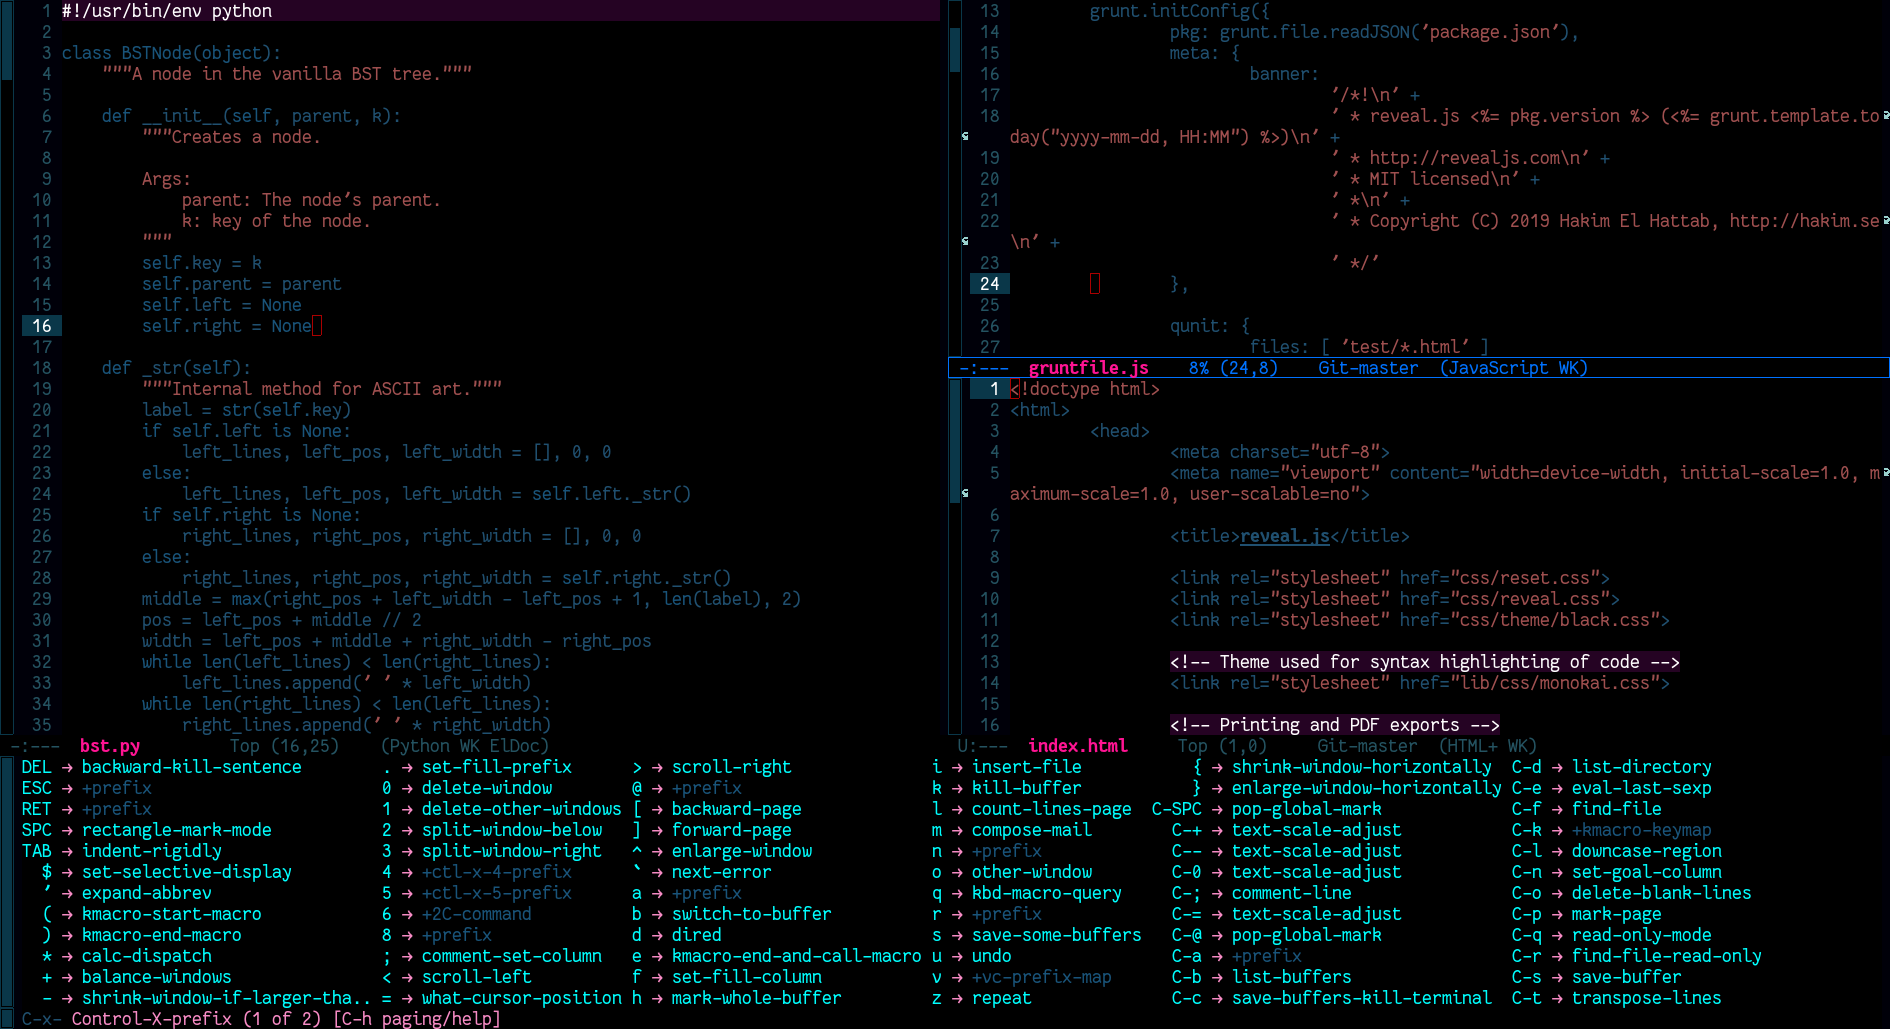 1 #!/usr/bin/env python
2
3 class BSTNode(object):
4     """A node in the vanilla BST tree."""
5
6     def __init__(self, parent, k):
7         """Creates a node.
8
9         Args:
10             parent: The node's parent.
11             k: key of the node.
12         """
13         self.key = k
14         self.parent = parent
15         self.left = None
16         self.right = None
17
18     def _str(self):
19         """Internal method for ASCII art."""
20         label = str(self.key)
21         if self.left is None:
22             left_lines, left_pos, left_width = [], 0, 0
23         else:
24             left_lines, left_pos, left_width = self.left._str()
25         if self.right is None:
26             right_lines, right_pos, right_width = [], 0, 0
27         else:
28             right_lines, right_pos, right_width = self.right._str()
29         middle = max(right_pos + left_width - left_pos + 1, len(label), 2)
30         pos = left_pos + middle // 2
31         width = left_pos + middle + right_width - right_pos
32         while len(left_lines) < len(right_lines):
33             left_lines.append(' ' * left_width)
34         while len(right_lines) < len(left_lines):
35             right_lines.append(' ' * right_width)
-:---  bst.py         Top (16,25)    (Python WK ElDoc)
13         grunt.initConfig({
14                 pkg: grunt.file.readJSON('package.json'),
15                 meta: {
16                         banner:
17                                 '/*!\n' +
18                                 ' * reveal.js <%= pkg.version %> (<%= grunt.template.to
day("yyyy-mm-dd, HH:MM") %>)\n' +
19                                 ' * http://revealjs.com\n' +
20                                 ' * MIT licensed\n' +
21                                 ' *\n' +
22                                 ' * Copyright (C) 2019 Hakim El Hattab, http://hakim.se
\n' +
23                                 ' */'
24                 },
25
26                 qunit: {
27                         files: [ 'test/*.html' ]
-:---  gruntfile.js    8% (24,8)    Git-master  (JavaScript WK)
1 <!doctype html>
2 <html>
3         <head>
4                 <meta charset="utf-8">
5                 <meta name="viewport" content="width=device-width, initial-scale=1.0, m
aximum-scale=1.0, user-scalable=no">
6
7                 <title>reveal.js</title>
8
9                 <link rel="stylesheet" href="css/reset.css">
10                 <link rel="stylesheet" href="css/reveal.css">
11                 <link rel="stylesheet" href="css/theme/black.css">
12
13                 <!-- Theme used for syntax highlighting of code -->
14                 <link rel="stylesheet" href="lib/css/monokai.css">
15
16                 <!-- Printing and PDF exports -->
U:---  index.html     Top (1,0)     Git-master  (HTML+ WK)
DEL → backward-kill-sentence . → set-fill-prefix > → scroll-right i → insert-file { → shrink-window-horizontally C-d → list-directory
ESC → +prefix 0 → delete-window @ → +prefix k → kill-buffer } → enlarge-window-horizontally C-e → eval-last-sexp
RET → +prefix 1 → delete-other-windows [ → backward-page l → count-lines-page C-SPC → pop-global-mark C-f → find-file
SPC → rectangle-mark-mode 2 → split-window-below ] → forward-page m → compose-mail C-+ → text-scale-adjust C-k → +kmacro-keymap
TAB → indent-rigidly 3 → split-window-right ^ → enlarge-window n → +prefix C-- → text-scale-adjust C-l → downcase-region
$ → set-selective-display 4 → +ctl-x-4-prefix ` → next-error o → other-window C-0 → text-scale-adjust C-n → set-goal-column
' → expand-abbrev 5 → +ctl-x-5-prefix a → +prefix q → kbd-macro-query C-; → comment-line C-o → delete-blank-lines
( → kmacro-start-macro 6 → +2C-command b → switch-to-buffer r → +prefix C-= → text-scale-adjust C-p → mark-page
) → kmacro-end-macro 8 → +prefix d → dired s → save-some-buffers C-@ → pop-global-mark C-q → read-only-mode
* → calc-dispatch ; → comment-set-column e → kmacro-end-and-call-macro u → undo C-a → +prefix C-r → find-file-read-only
+ → balance-windows < → scroll-left f → set-fill-column v → +vc-prefix-map C-b → list-buffers C-s → save-buffer
- → shrink-window-if-larger-tha.. = → what-cursor-position h → mark-whole-buffer z → repeat C-c → save-buffers-kill-terminal C-t → transpose-lines
C-x- Control-X-prefix (1 of 2) [C-h paging/help]